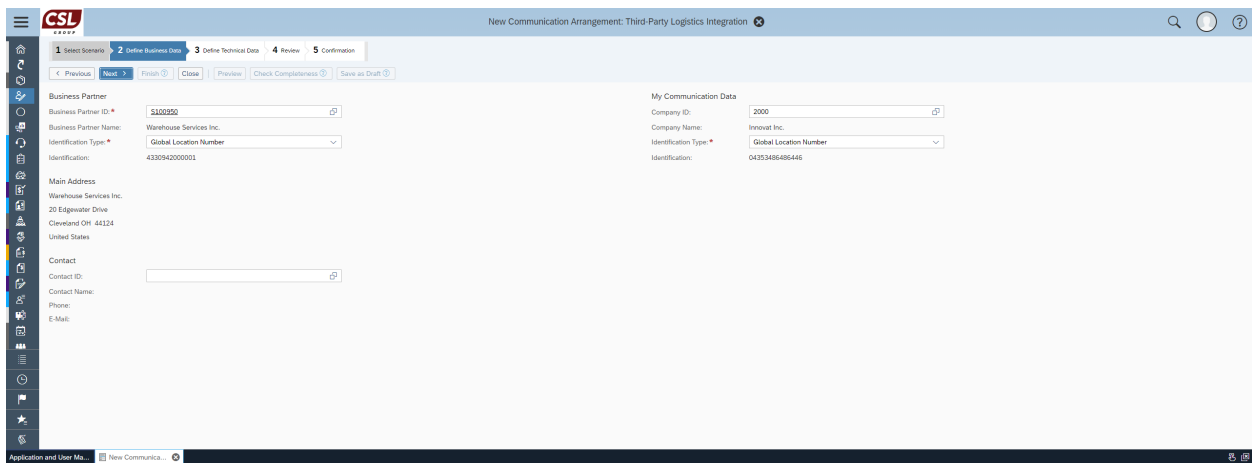 CSL
GROUP
New Communication Arrangement: Third-Party Logistics Integration
1 Select Scenario 2 Define Business Data 3 Define Technical Data 4 Review 5 Confirmation
< Previous Next > Finish Close Preview Check Completeness Save as Draft
Business Partner
Business Partner ID:* S100950
Business Partner Name: Warehouse Services Inc.
Identification Type:* Global Location Number
Identification: 4330942000001
Main Address
Warehouse Services Inc.
20 Edgewater Drive
Cleveland OH 44124
United States
Contact
Contact ID:
Contact Name:
Phone:
E-Mail:
My Communication Data
Company ID: 2000
Company Name: Innovat Inc.
Identification Type:* Global Location Number
Identification: 04353486486446
Application and User Ma... New Communica...